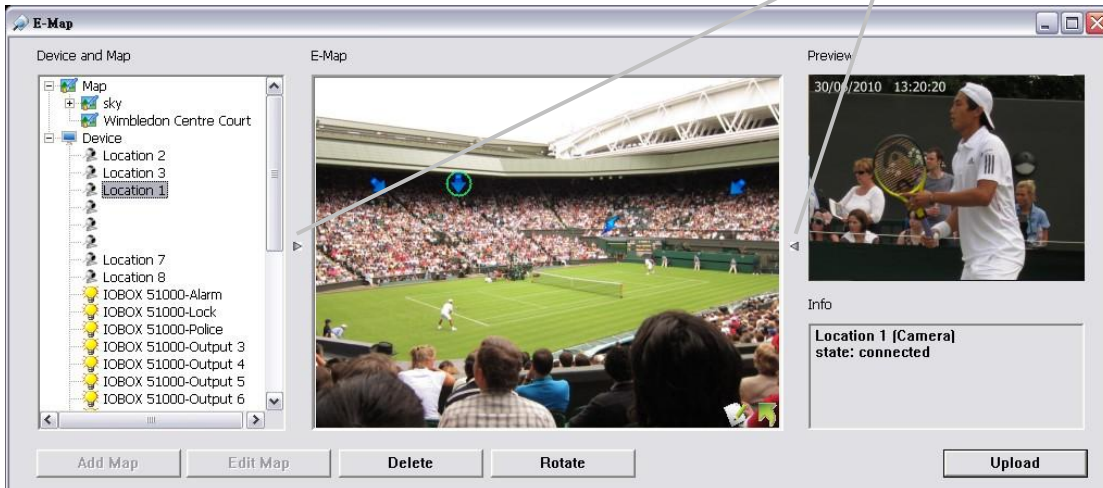 E-Map
Device and Map
E-Map
Preview
Map
sky
Wimbledon Centre Court
Device
Location 2
Location 3
Location 1
Location 7
Location 8
IOBOX 51000-Alarm
IOBOX 51000-Lock
IOBOX 51000-Police
IOBOX 51000-Output 3
IOBOX 51000-Output 4
IOBOX 51000-Output 5
IOBOX 51000-Output 6
30/06/2010 13:20:20
Info
Location 1 (Camera)
state: connected
Add Map
Edit Map
Delete
Rotate
Upload